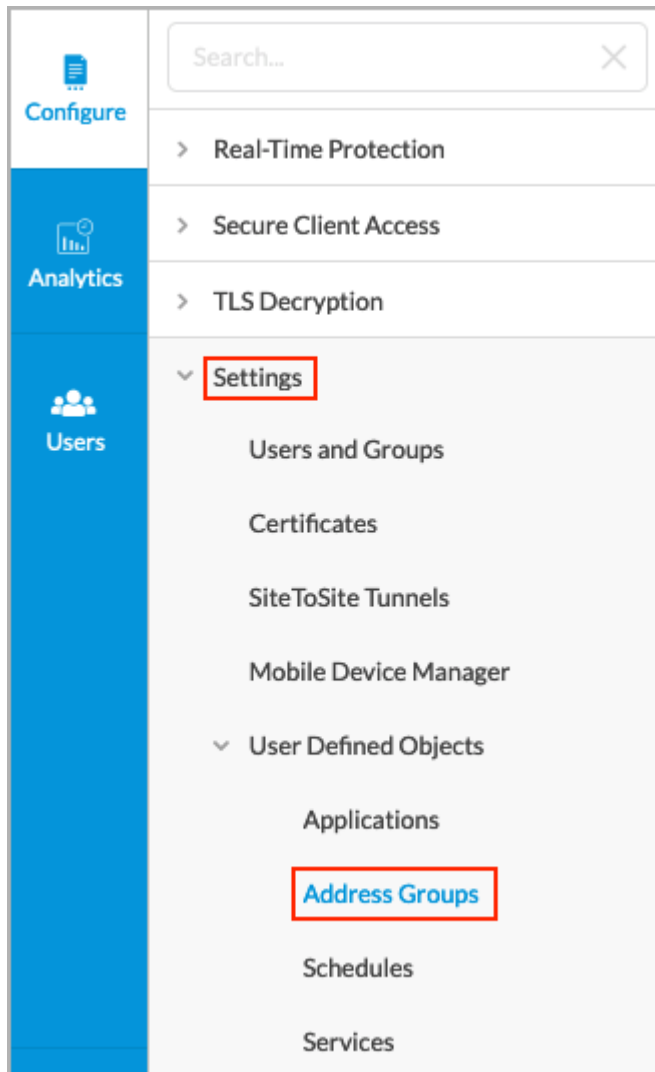 Configure
Analytics
Users
Search...
Real-Time Protection
Secure Client Access
TLS Decryption
Settings
Users and Groups
Certificates
SiteToSite Tunnels
Mobile Device Manager
User Defined Objects
Applications
Address Groups
Schedules
Services